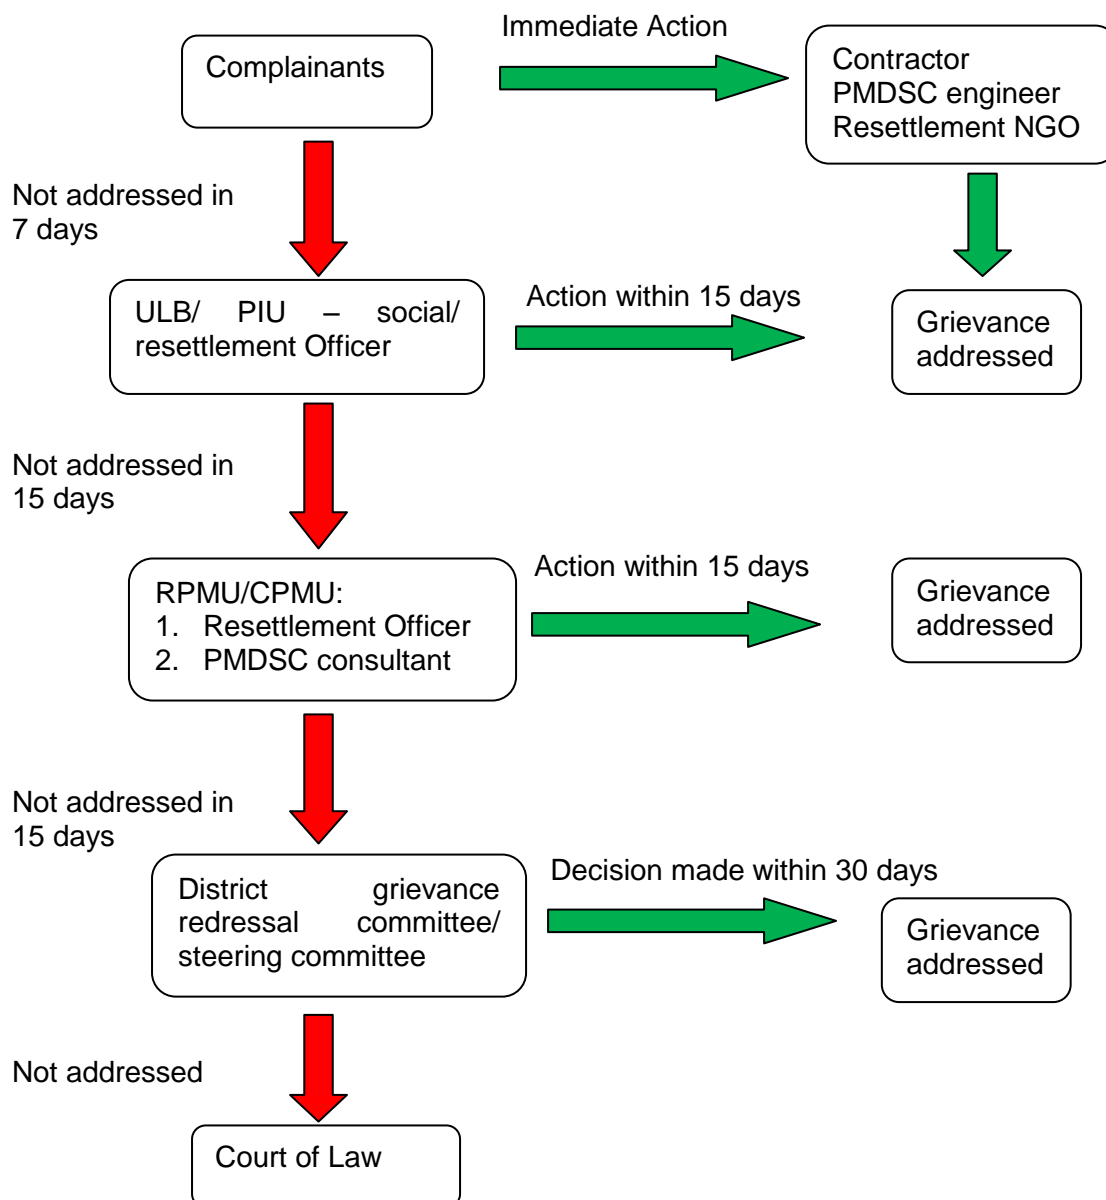 Immediate Action
Complainants
Contractor
PMDSC engineer
Resettlement NGO
Not addressed in
7 days
ULB/ PIU – social/
resettlement Officer
Action within 15 days
Grievance
addressed
Not addressed in
15 days
RPMU/CPMU:
1. Resettlement Officer
2. PMDSC consultant
Action within 15 days
Grievance
addressed
Not addressed in
15 days
District grievance
redressal committee/
steering committee
Decision made within 30 days
Grievance
addressed
Not addressed
Court of Law